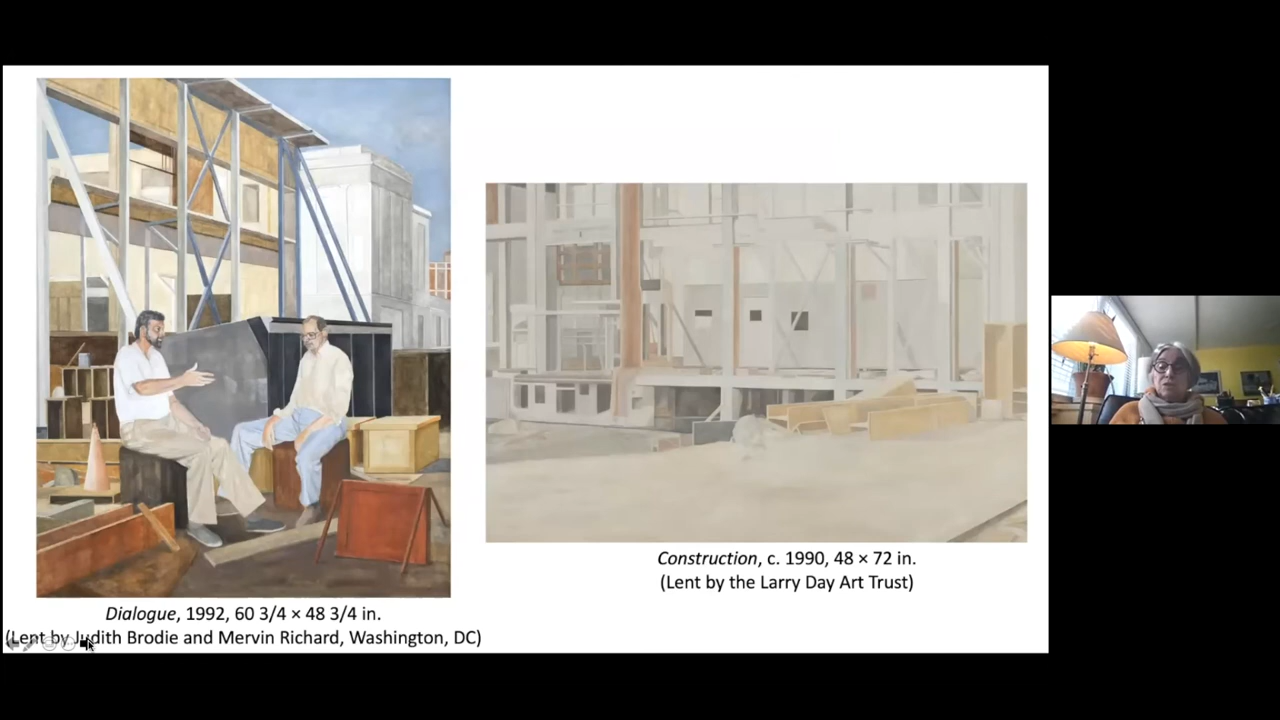 Dialogue, 1992, 60 3/4 × 48 3/4 in.
(Lent by Judith Brodie and Mervin Richard, Washington, DC)
Construction, c. 1990, 48 × 72 in.
(Lent by the Larry Day Art Trust)